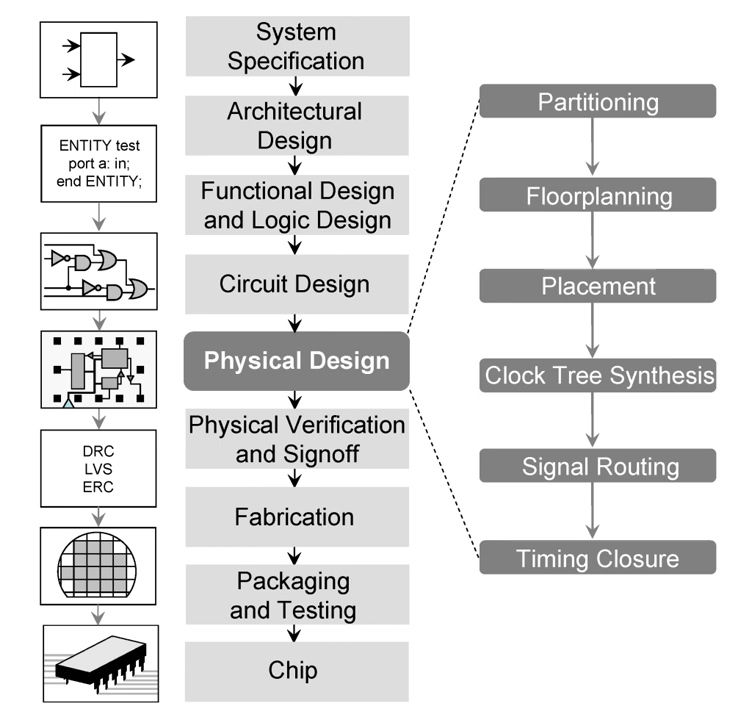 ENTITY test
port a: in;
end ENTITY;
DRC
LVS
ERC
System
Specification
Architectural
Design
Functional Design
and Logic Design
Circuit Design
Physical Design
Physical Verification
and Signoff
Fabrication
Packaging
and Testing
Chip
Partitioning
Floorplanning
Placement
Clock Tree Synthesis
Signal Routing
Timing Closure